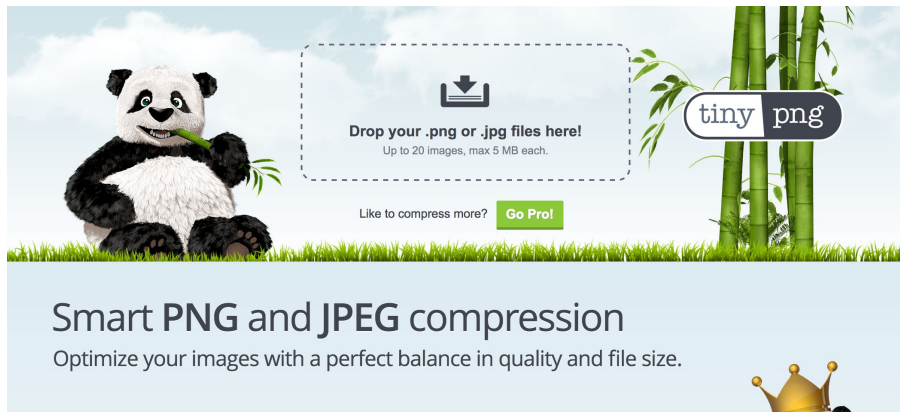 Drop your .png or .jpg files here!
Up to 20 images, max 5 MB each.
tiny png
Like to compress more? Go Pro!
Smart PNG and JPEG compression
Optimize your images with a perfect balance in quality and file size.